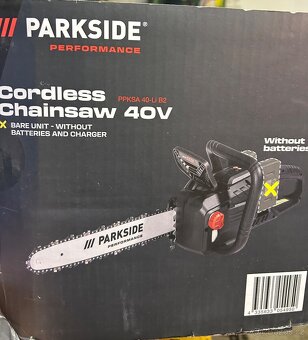 /// PARKSIDE®
PERFORMANCE
Cordless
Chainsaw 40V
PPKSA 40-Li B2
X BARE UNIT - WITHOUT
BATTERIES AND CHARGER
Without
batteries
X
/// PARKSIDE
PERFORMANCE